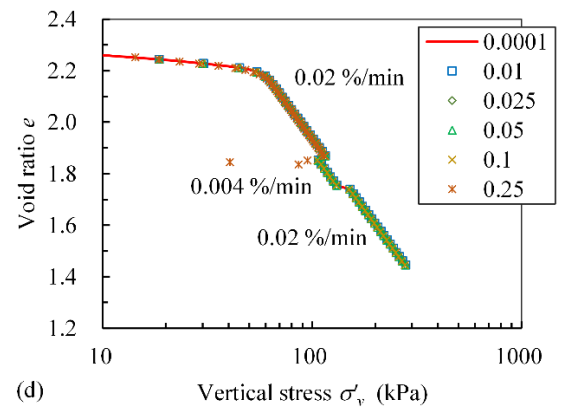 2.4
2.2
2.0
1.8
1.6
1.4
1.2
Void ratio e
10
100
1000
Vertical stress σ′v (kPa)
(d)
0.02 %/min
0.004 %/min
0.02 %/min
0.0001
0.01
0.025
0.05
0.1
0.25